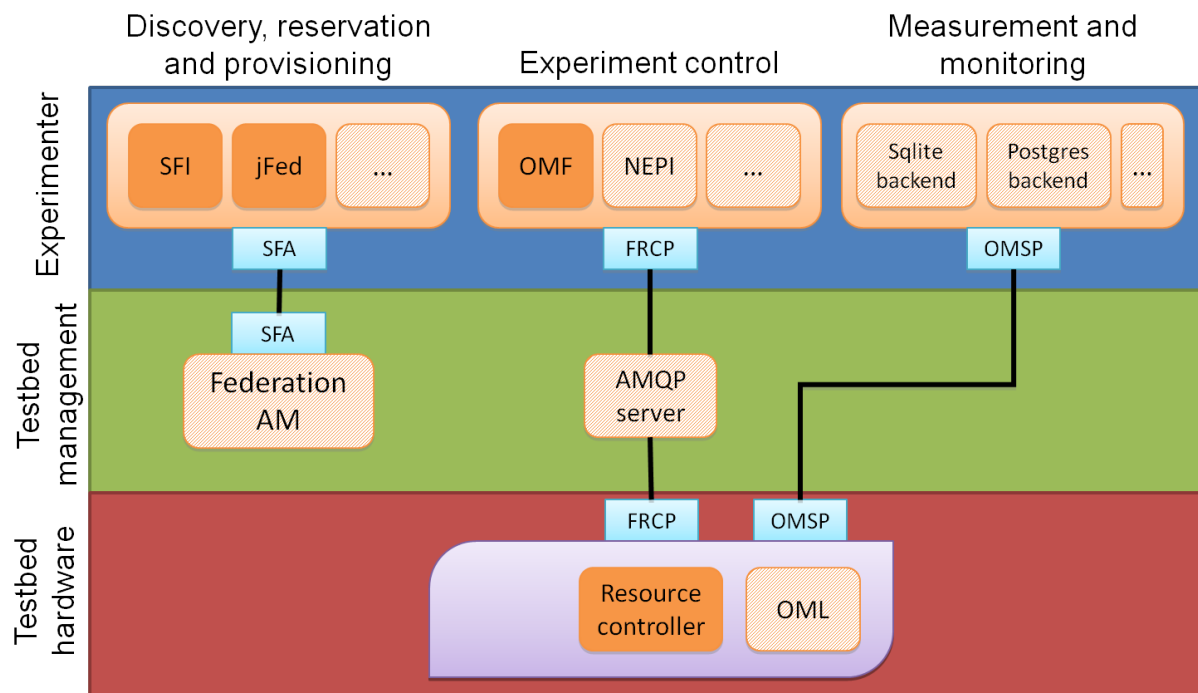 Discovery, reservation
and provisioning
Experiment control
Measurement and
monitoring
Experimenter
SFI
jFed
...
OMF
NEPI
...
Sqlite
backend
Postgres
backend
...
SFA
FRCP
OMSP
Testbed
management
SFA
Federation
AM
AMQP
server
Testbed
hardware
FRCP
OMSP
Resource
controller
OML